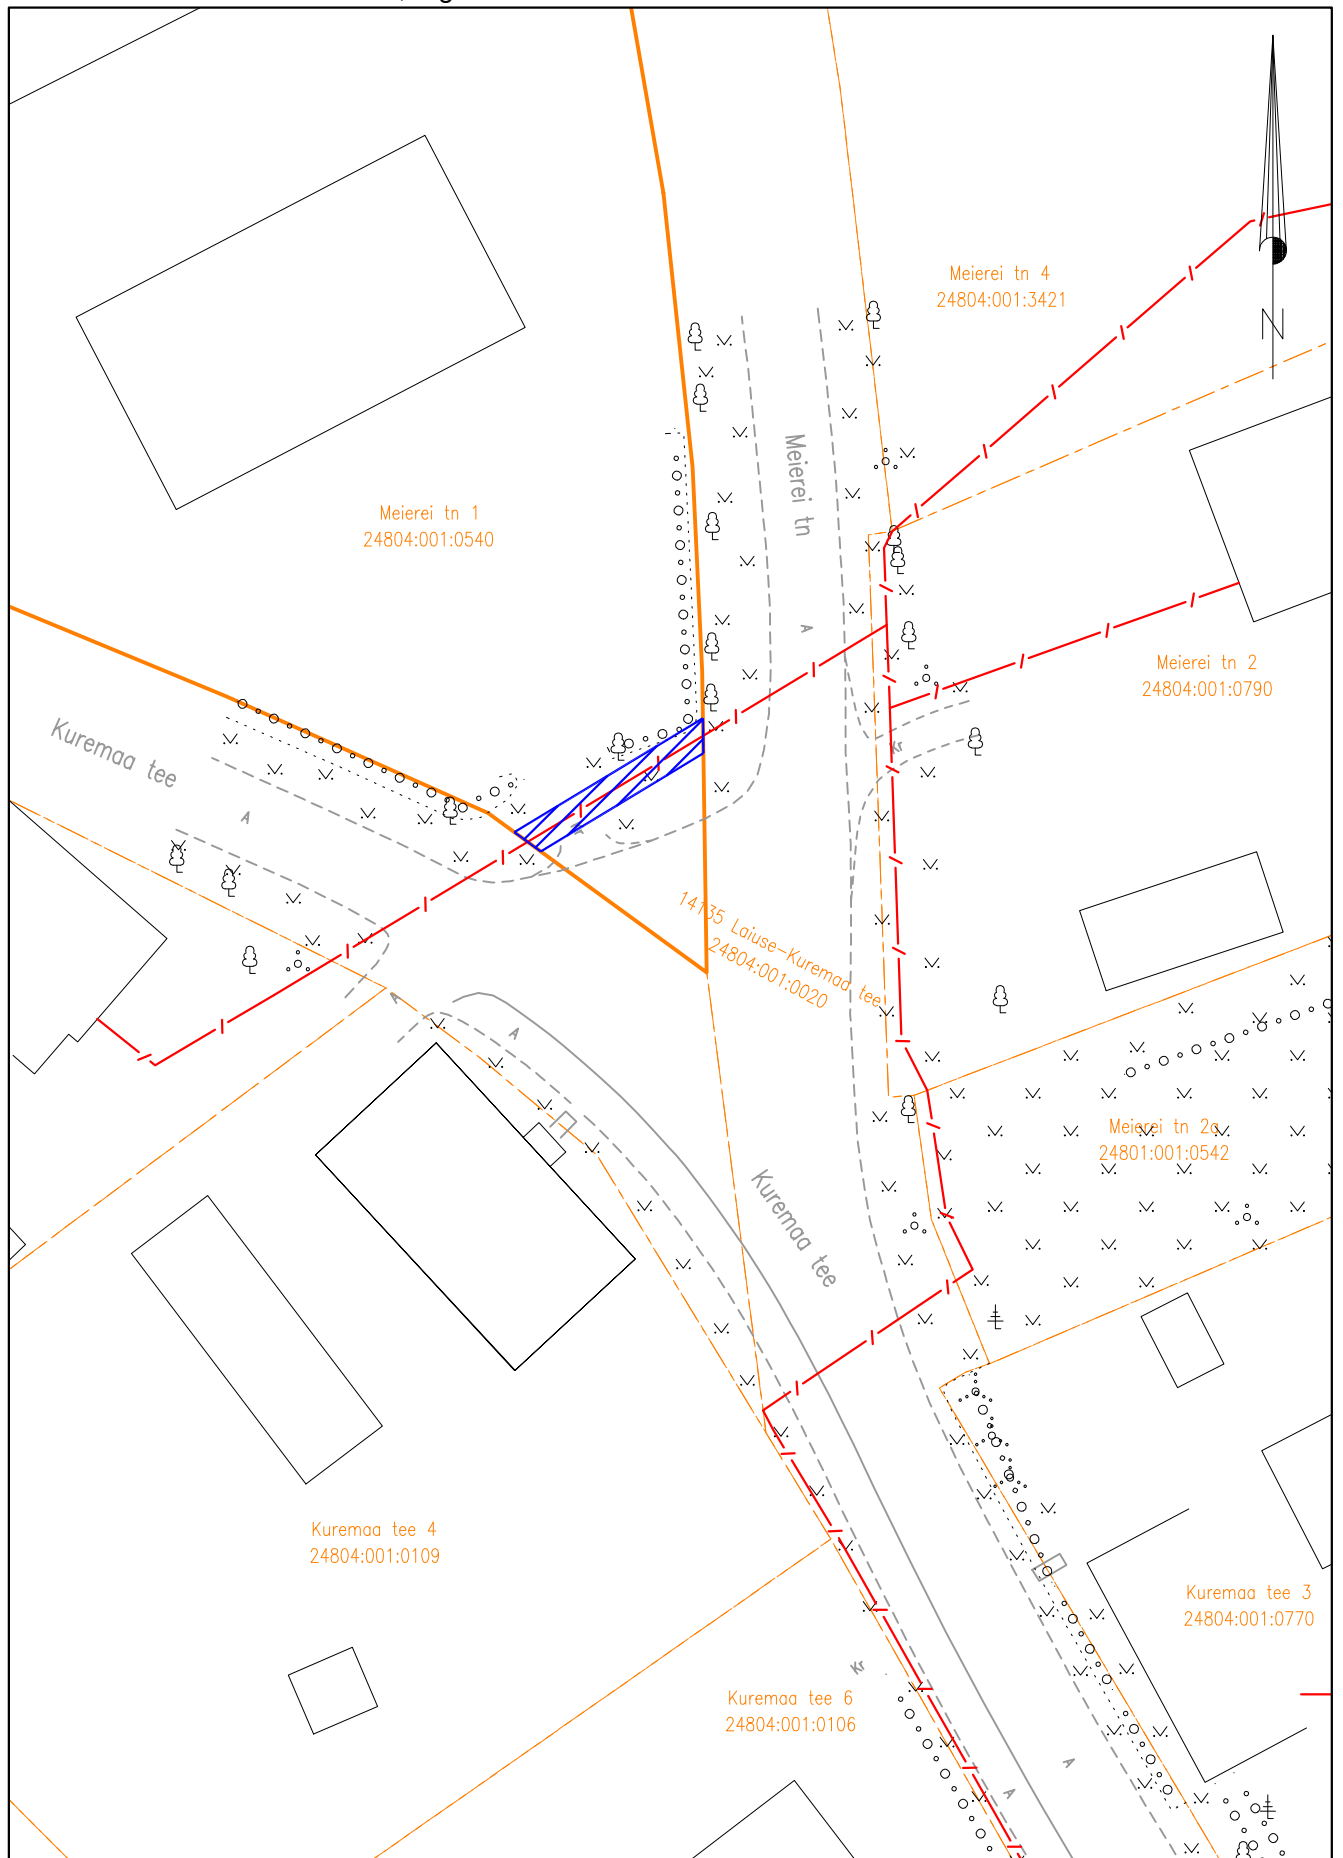 Meierei tn 4
24804:001:3421
N
Meierei tn
Meierei tn 1
24804:001:0540
A
Meierei tn 2
24804:001:0790
Kuremaa tee
A
Kr
A
14135 Laiuse-Kuremaa tee
24804:001:0020
A
A
Meierei tn 2a
24801:001:0542
Kuremaa tee
Kuremaa tee 4
24804:001:0109
Kuremaa tee 3
24804:001:0770
Kr
Kuremaa tee 6
24804:001:0106
A
A